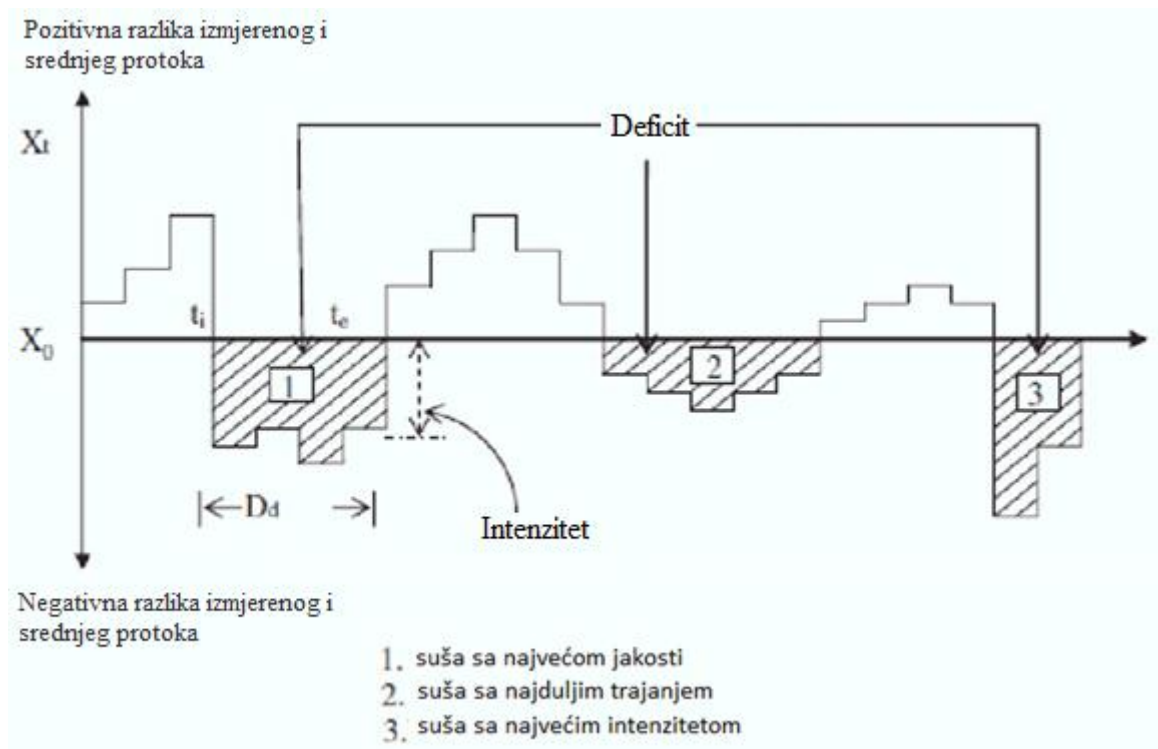 Pozitivna razlika izmjerenog i
srednjeg protoka
Xt
Deficit
ti
te
X0
1
2
3
Dd
Intenzitet
Negativna razlika izmjerenog i
srednjeg protoka
1. suša sa najvećom jakosti
2. suša sa najduljim trajanjem
3. suša sa najvećim intenzitetom